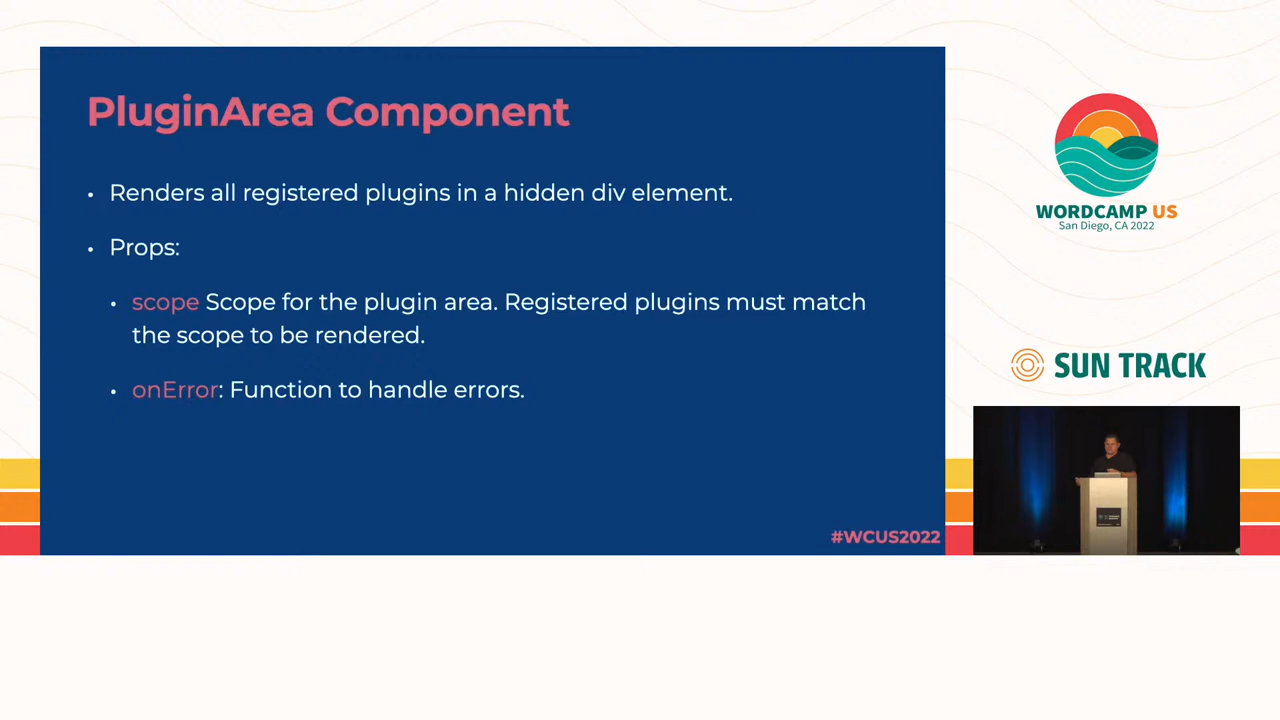 PluginArea Component
• Renders all registered plugins in a hidden div element.
• Props:
• scope Scope for the plugin area. Registered plugins must match
the scope to be rendered.
• onError: Function to handle errors.
#WCUS2022
WORDCAMP US
San Diego, CA 2022
SUN TRACK